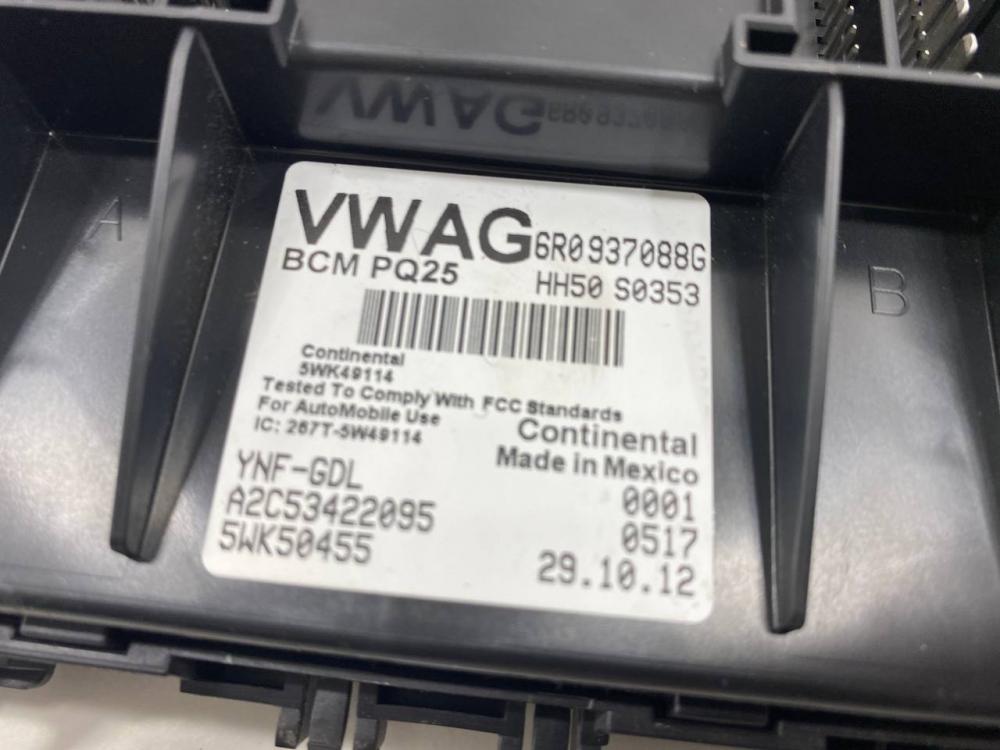 A
B
VWAG 6R0937088G
BCM PQ25 HH50 S0353
Continental
5WK49114
Tested To Comply With FCC Standards
For AutoMobile Use
IC: 267T-5W49114
Continental
Made in Mexico
YNF-GDL 0001
A2C53422095 0517
5WK50455 29.10.12